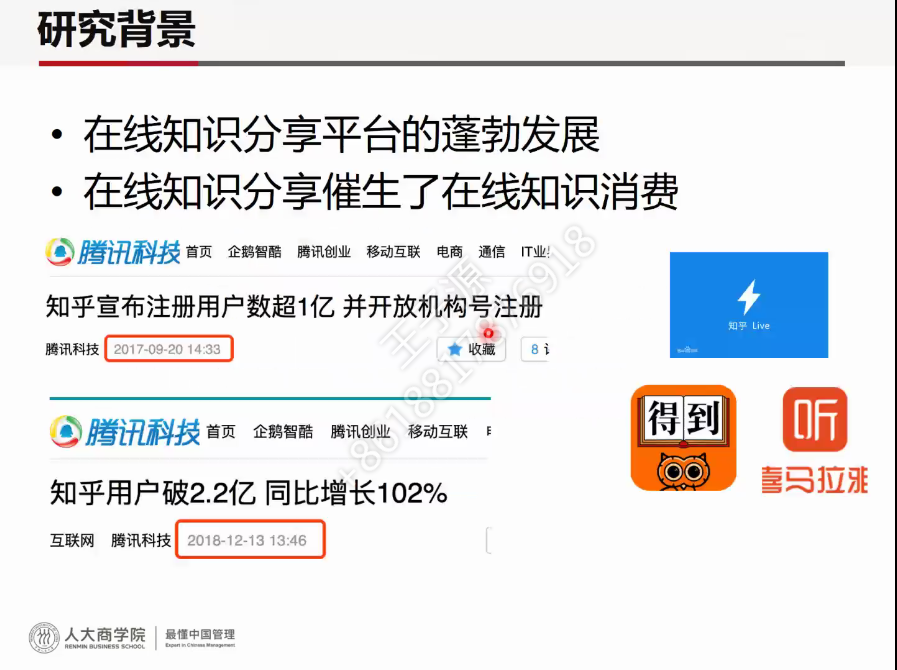 研究背景
• 在线知识分享平台的蓬勃发展
• 在线知识分享催生了在线知识消费
腾讯科技 首页 企鹅智酷 腾讯创业 移动互联 电商 通信 IT业
知乎宣布注册用户数超1亿 并开放机构号注册
腾讯科技 2017-09-20 14:33 收藏 8
知乎 Live
腾讯科技 首页 企鹅智酷 腾讯创业 移动互联
知乎用户破2.2亿 同比增长102%
互联网 腾讯科技 2018-12-13 13:46
得到
听
喜马拉雅
王子源
人大商学院 最懂中国管理
RENMIN BUSINESS SCHOOL Expert in Chinese Management